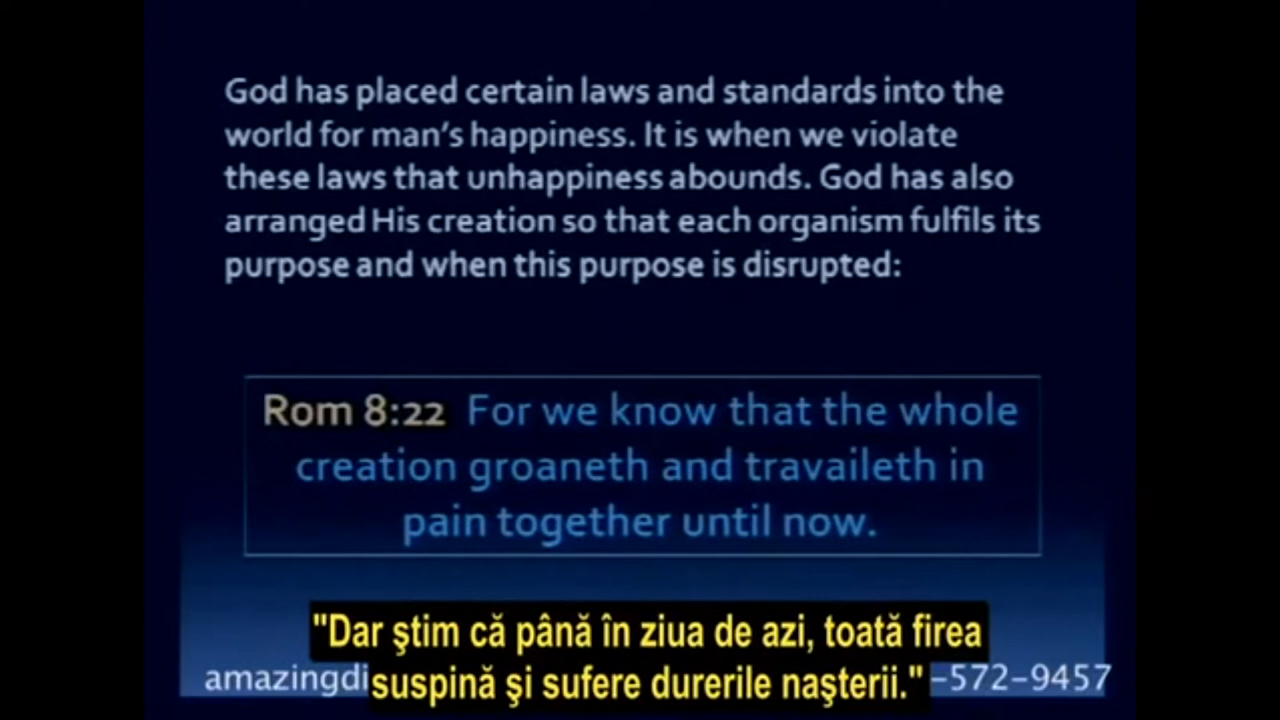 God has placed certain laws and standards into the
world for man's happiness. It is when we violate
these laws that unhappiness abounds. God has also
arranged His creation so that each organism fulfils its
purpose and when this purpose is disrupted:
Rom 8:22 For we know that the whole
creation groaneth and travaileth in
pain together until now.
"Dar ştim că până în ziua de azi, toată firea
suspină şi sufere durerile naşterii."
amazingdi –572–9457